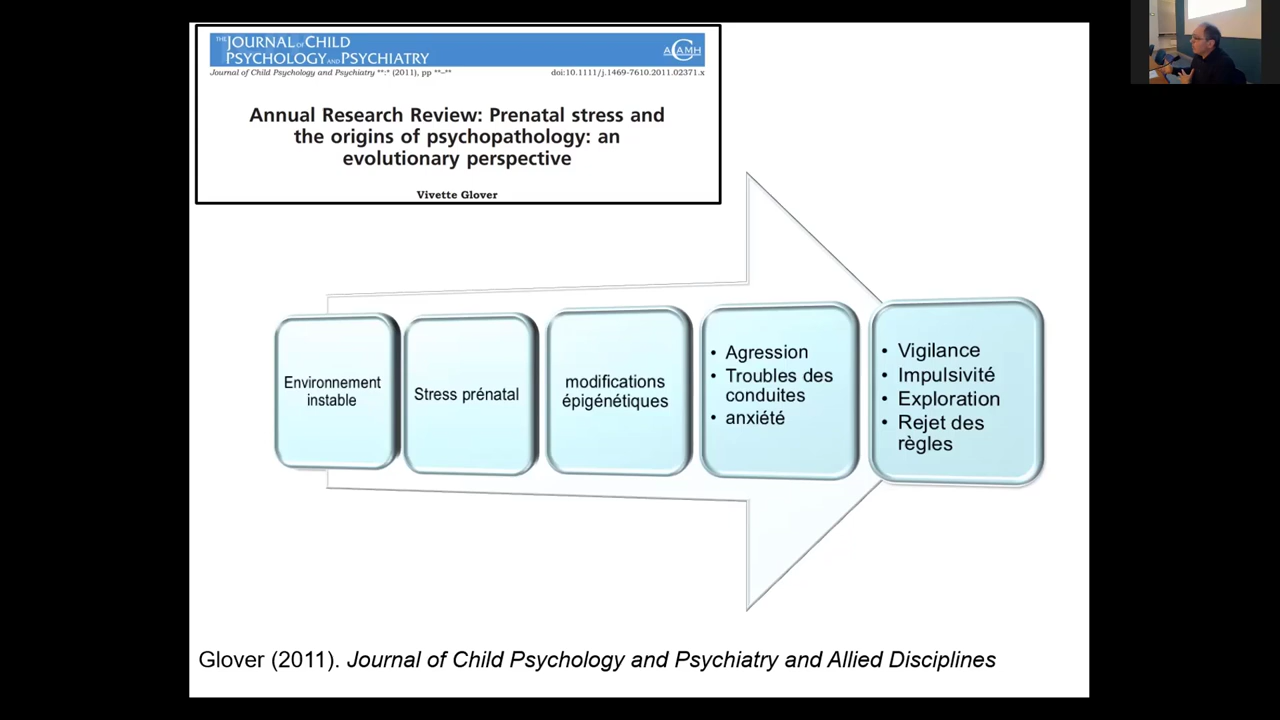 THE JOURNAL OF CHILD
PSYCHOLOGY AND PSYCHIATRY
ACAMH
Journal of Child Psychology and Psychiatry **:* (2011), pp **–**
doi:10.1111/j.1469-7610.2011.02371.x
Annual Research Review: Prenatal stress and
the origins of psychopathology: an
evolutionary perspective
Vivette Glover
Environnement
instable
Stress prénatal
modifications
épigénétiques
• Agression
• Troubles des
conduites
• anxiété
• Vigilance
• Impulsivité
• Exploration
• Rejet des
règles
Glover (2011). Journal of Child Psychology and Psychiatry and Allied Disciplines